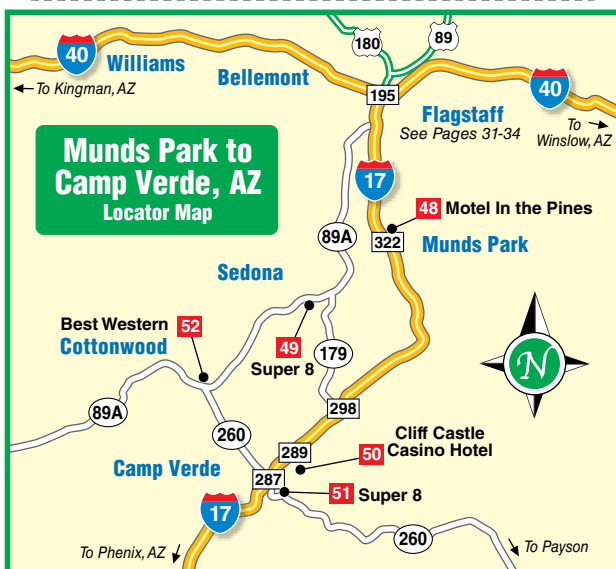 180
89
40
Williams
Bellemont
To Kingman, AZ
195
40
Flagstaff
See Pages 31-34
To
Winslow, AZ
Munds Park to
Camp Verde, AZ
Locator Map
17
48 Motel In the Pines
89A
322
Munds Park
Sedona
Best Western 52
Cottonwood
49
Super 8
179
N
89A
298
260
289
Cliff Castle
50 Casino Hotel
Camp Verde
287
51 Super 8
17
260
To Phenix, AZ
To Payson